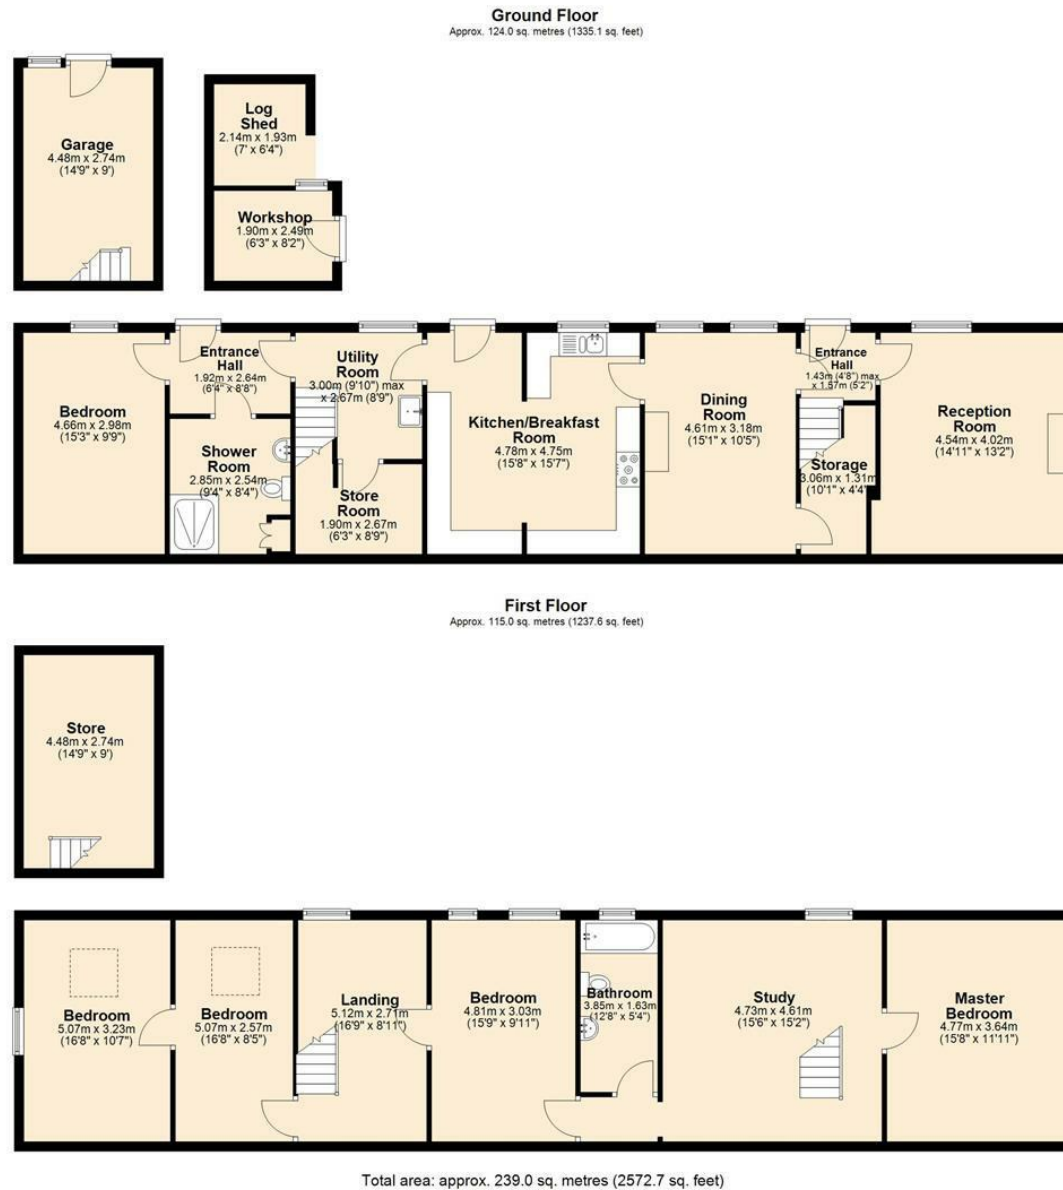 Ground Floor
Approx. 124.0 sq. metres (1335.1 sq. feet)
Garage
4.48m x 2.74m
(14'9" x 9')
Log
Shed
2.14m x 1.93m
(7' x 6'4")
Workshop
1.90m x 2.49m
(6'3" x 8'2")
Bedroom
4.66m x 2.98m
(15'3" x 9'9")
Entrance
Hall
1.92m x 2.64m
(6'4" x 8'8")
Shower
Room
2.85m x 2.54m
(9'4" x 8'4")
Utility
Room
3.00m (9'10") max
x 2.67m (8'9")
Store
Room
1.90m x 2.67m
(6'3" x 8'9")
Kitchen/Breakfast
Room
4.78m x 4.75m
(15'8" x 15'7")
Dining
Room
4.61m x 3.18m
(15'1" x 10'5")
Entrance
Hall
1.43m (4'8") max
x 1.57m (5'2")
Storage
3.06m x 1.31m
(10'1" x 4'4")
Reception
Room
4.54m x 4.02m
(14'11" x 13'2")
First Floor
Approx. 115.0 sq. metres (1237.6 sq. feet)
Store
4.48m x 2.74m
(14'9" x 9')
Bedroom
5.07m x 3.23m
(16'8" x 10'7")
Bedroom
5.07m x 2.57m
(16'8" x 8'5")
Landing
5.12m x 2.71m
(16'9" x 8'11")
Bedroom
4.81m x 3.03m
(15'9" x 9'11")
Bathroom
3.85m x 1.63m
(12'8" x 5'4")
Study
4.73m x 4.61m
(15'6" x 15'2")
Master
Bedroom
4.77m x 3.64m
(15'8" x 11'11")
Total area: approx. 239.0 sq. metres (2572.7 sq. feet)